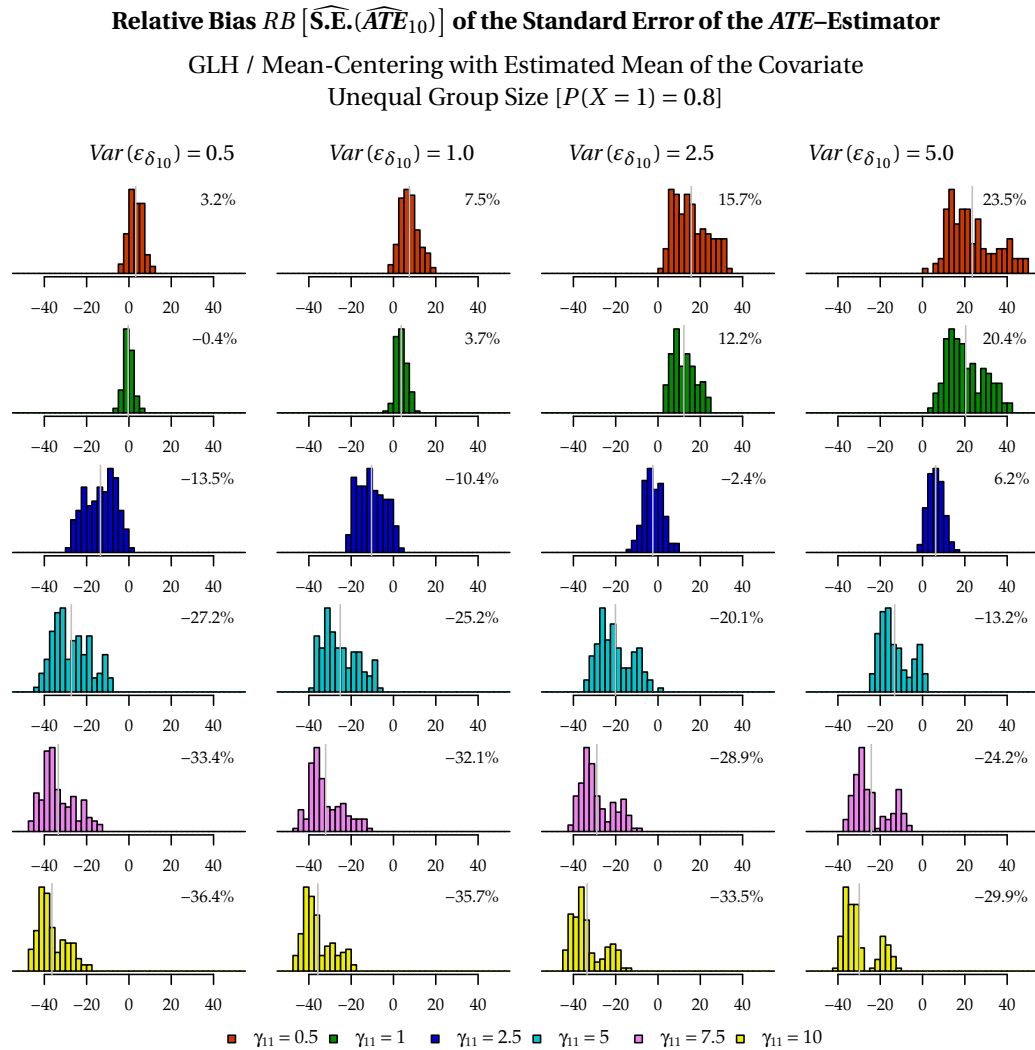 Relative Bias RB [S.E.^(ATE^₁₀)] of the Standard Error of the ATE–Estimator
GLH / Mean-Centering with Estimated Mean of the Covariate
Unequal Group Size [P(X = 1) = 0.8]
Var(ε_δ₁₀) = 0.5 Var(ε_δ₁₀) = 1.0 Var(ε_δ₁₀) = 2.5 Var(ε_δ₁₀) = 5.0
3.2% 7.5% 15.7% 23.5%
−40 −20 0 20 40 −40 −20 0 20 40 −40 −20 0 20 40 −40 −20 0 20 40
−0.4% 3.7% 12.2% 20.4%
−40 −20 0 20 40 −40 −20 0 20 40 −40 −20 0 20 40 −40 −20 0 20 40
−13.5% −10.4% −2.4% 6.2%
−40 −20 0 20 40 −40 −20 0 20 40 −40 −20 0 20 40 −40 −20 0 20 40
−27.2% −25.2% −20.1% −13.2%
−40 −20 0 20 40 −40 −20 0 20 40 −40 −20 0 20 40 −40 −20 0 20 40
−33.4% −32.1% −28.9% −24.2%
−40 −20 0 20 40 −40 −20 0 20 40 −40 −20 0 20 40 −40 −20 0 20 40
−36.4% −35.7% −33.5% −29.9%
−40 −20 0 20 40 −40 −20 0 20 40 −40 −20 0 20 40 −40 −20 0 20 40
γ₁₁ = 0.5 γ₁₁ = 1 γ₁₁ = 2.5 γ₁₁ = 5 γ₁₁ = 7.5 γ₁₁ = 10